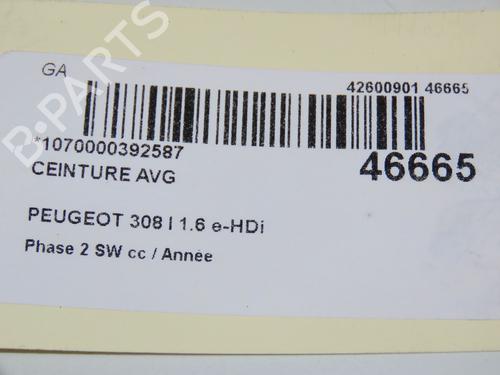 B-PARTS
GA
42600901 46665
*1070000392587
46665
CEINTURE AVG
PEUGEOT 308 I 1.6 e-HDi
Phase 2 SW cc / Année